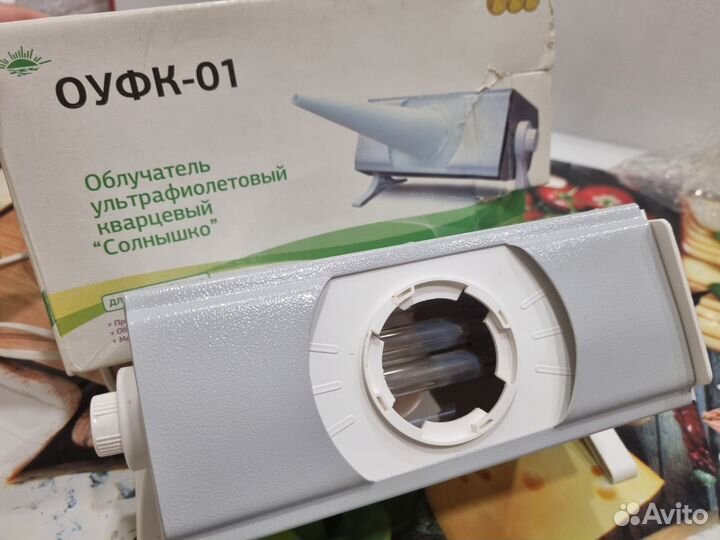 ОУФК-01
Облучатель
ультрафиолетовый
кварцевый
“Солнышко”
Avito